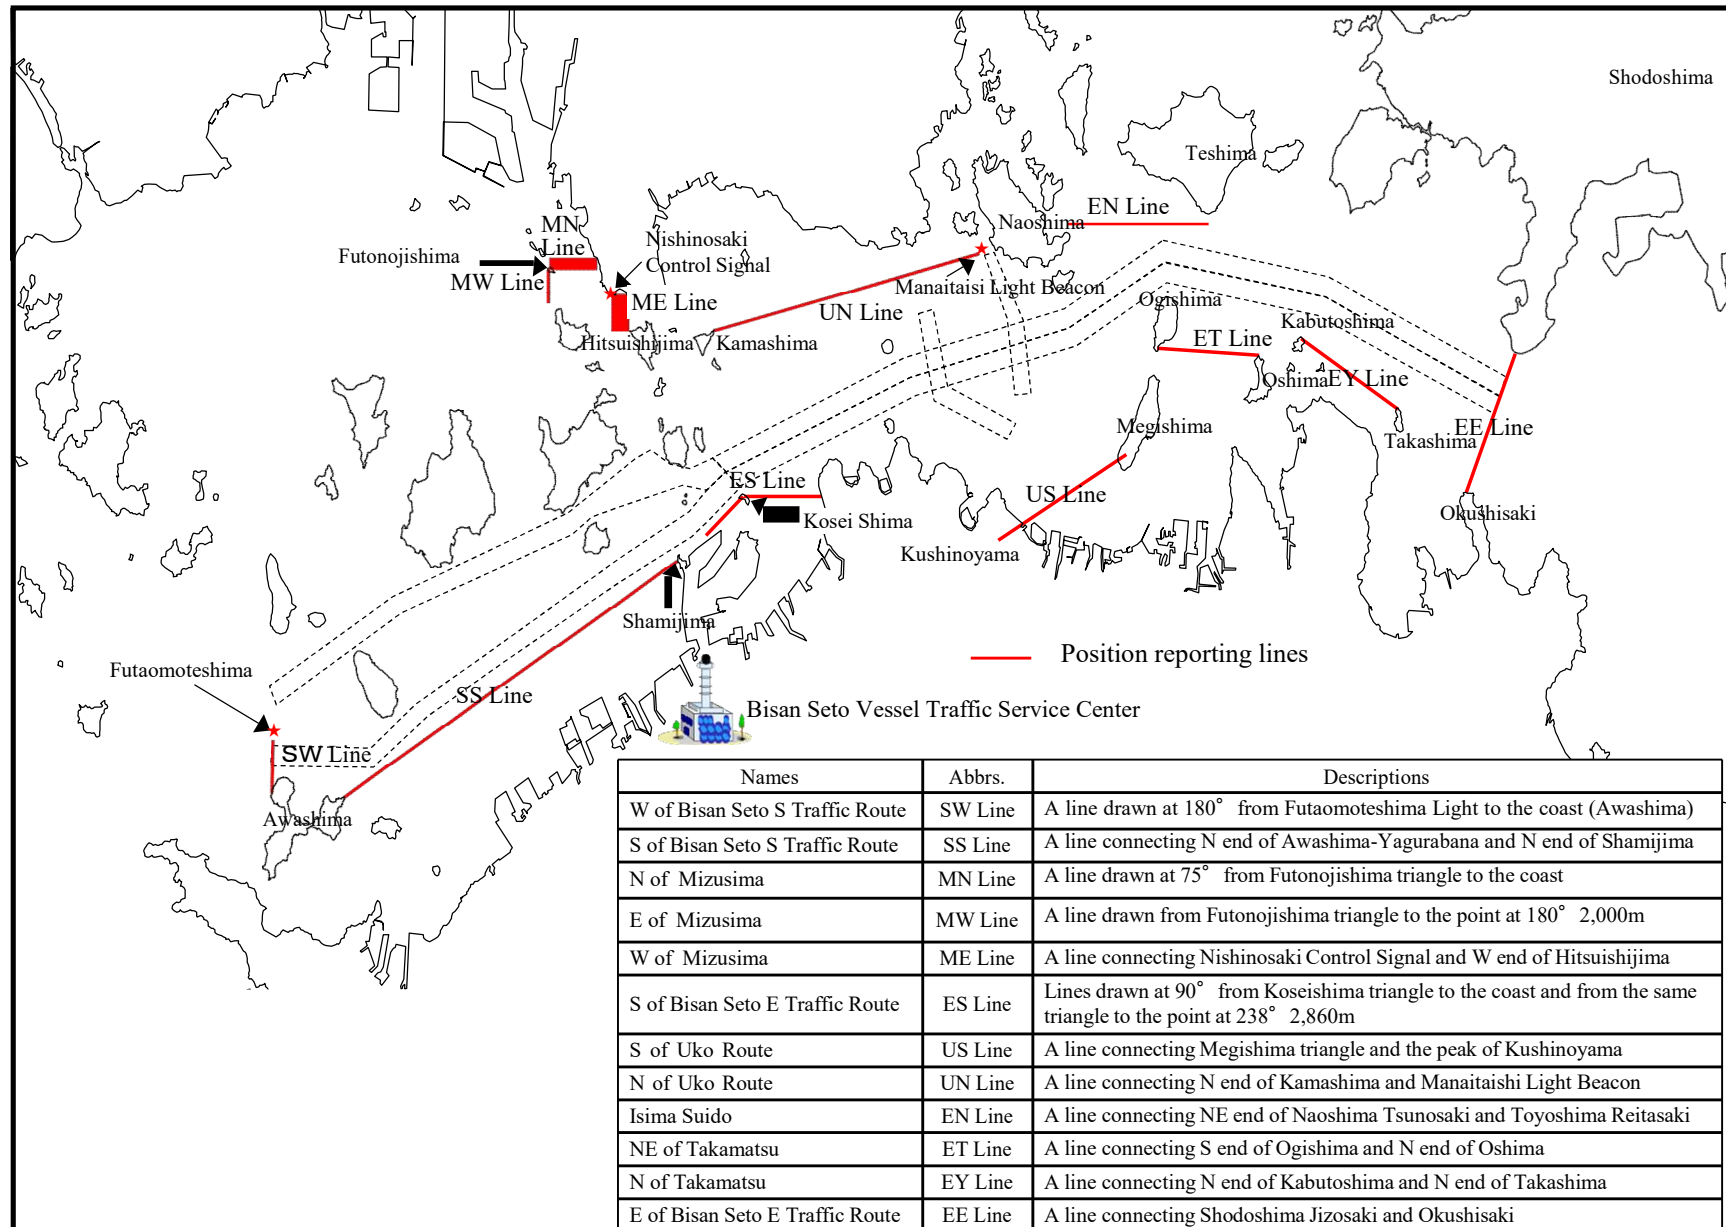 Shodoshima
Teshima
EN Line
MN
Line
Naoshima
Nishinosaki
Control Signal
Futonojishima
MW Line
Manaitaisi Light Beacon
ME Line
Ogishima
UN Line
Kabutoshima
Hitsuishijima
Kamashima
ET Line
Oshima
EY Line
Megishima
EE Line
Takashima
ES Line
US Line
Okushisaki
Kosei Shima
Kushinoyama
Shamijima
Position reporting lines
Futaomoteshima
SS Line
Bisan Seto Vessel Traffic Service Center
SW Line
Awashima
Names Abbrs. Descriptions
W of Bisan Seto S Traffic Route SW Line A line drawn at 180° from Futaomoteshima Light to the coast (Awashima)
S of Bisan Seto S Traffic Route SS Line A line connecting N end of Awashima-Yagurabana and N end of Shamijima
N of Mizusima MN Line A line drawn at 75° from Futonojishima triangle to the coast
E of Mizusima MW Line A line drawn from Futonojishima triangle to the point at 180° 2,000m
W of Mizusima ME Line A line connecting Nishinosaki Control Signal and W end of Hitsuishijima
S of Bisan Seto E Traffic Route ES Line Lines drawn at 90° from Koseishima triangle to the coast and from the same
triangle to the point at 238° 2,860m
S of Uko Route US Line A line connecting Megishima triangle and the peak of Kushinoyama
N of Uko Route UN Line A line connecting N end of Kamashima and Manaitaishi Light Beacon
Isima Suido EN Line A line connecting NE end of Naoshima Tsunosaki and Toyoshima Reitasaki
NE of Takamatsu ET Line A line connecting S end of Ogishima and N end of Oshima
N of Takamatsu EY Line A line connecting N end of Kabutoshima and N end of Takashima
E of Bisan Seto E Traffic Route EE Line A line connecting Shodoshima Jizosaki and Okushisaki